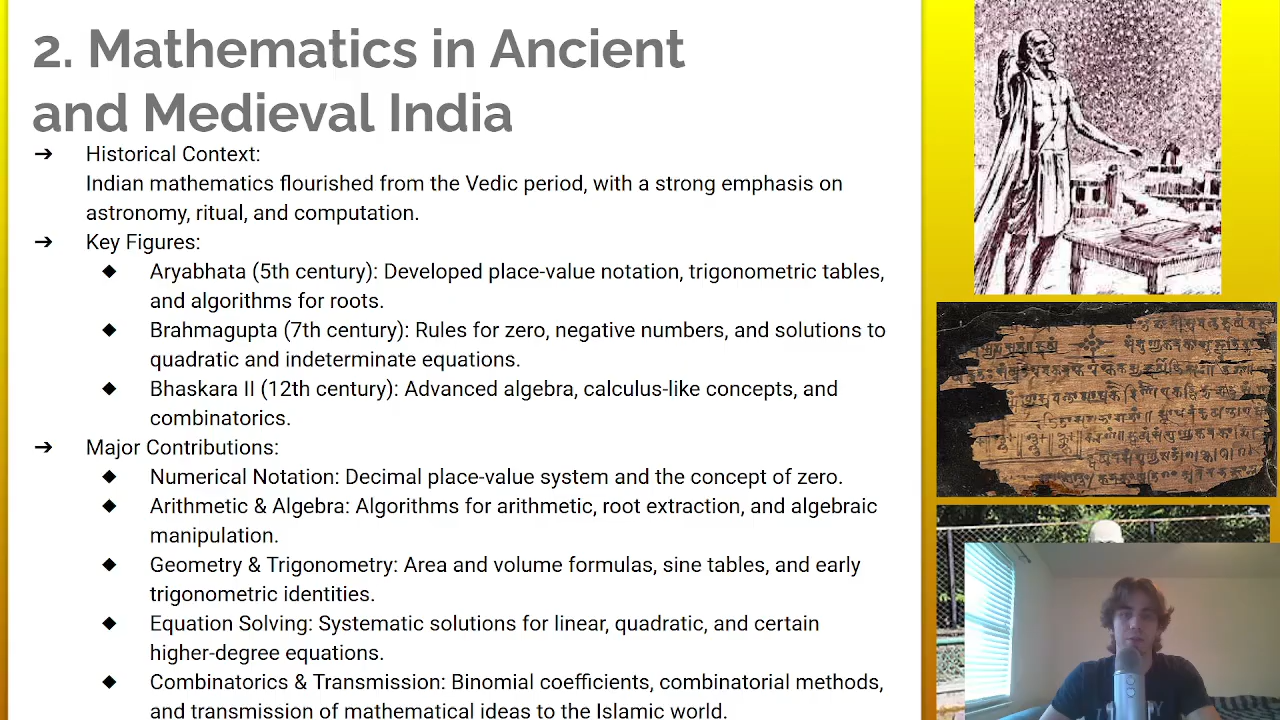 2. Mathematics in Ancient
and Medieval India
➔ Historical Context:
Indian mathematics flourished from the Vedic period, with a strong emphasis on
astronomy, ritual, and computation.
➔ Key Figures:
◆ Aryabhata (5th century): Developed place-value notation, trigonometric tables,
and algorithms for roots.
◆ Brahmagupta (7th century): Rules for zero, negative numbers, and solutions to
quadratic and indeterminate equations.
◆ Bhaskara II (12th century): Advanced algebra, calculus-like concepts, and
combinatorics.
➔ Major Contributions:
◆ Numerical Notation: Decimal place-value system and the concept of zero.
◆ Arithmetic & Algebra: Algorithms for arithmetic, root extraction, and algebraic
manipulation.
◆ Geometry & Trigonometry: Area and volume formulas, sine tables, and early
trigonometric identities.
◆ Equation Solving: Systematic solutions for linear, quadratic, and certain
higher-degree equations.
◆ Combinatorics & Transmission: Binomial coefficients, combinatorial methods,
and transmission of mathematical ideas to the Islamic world.